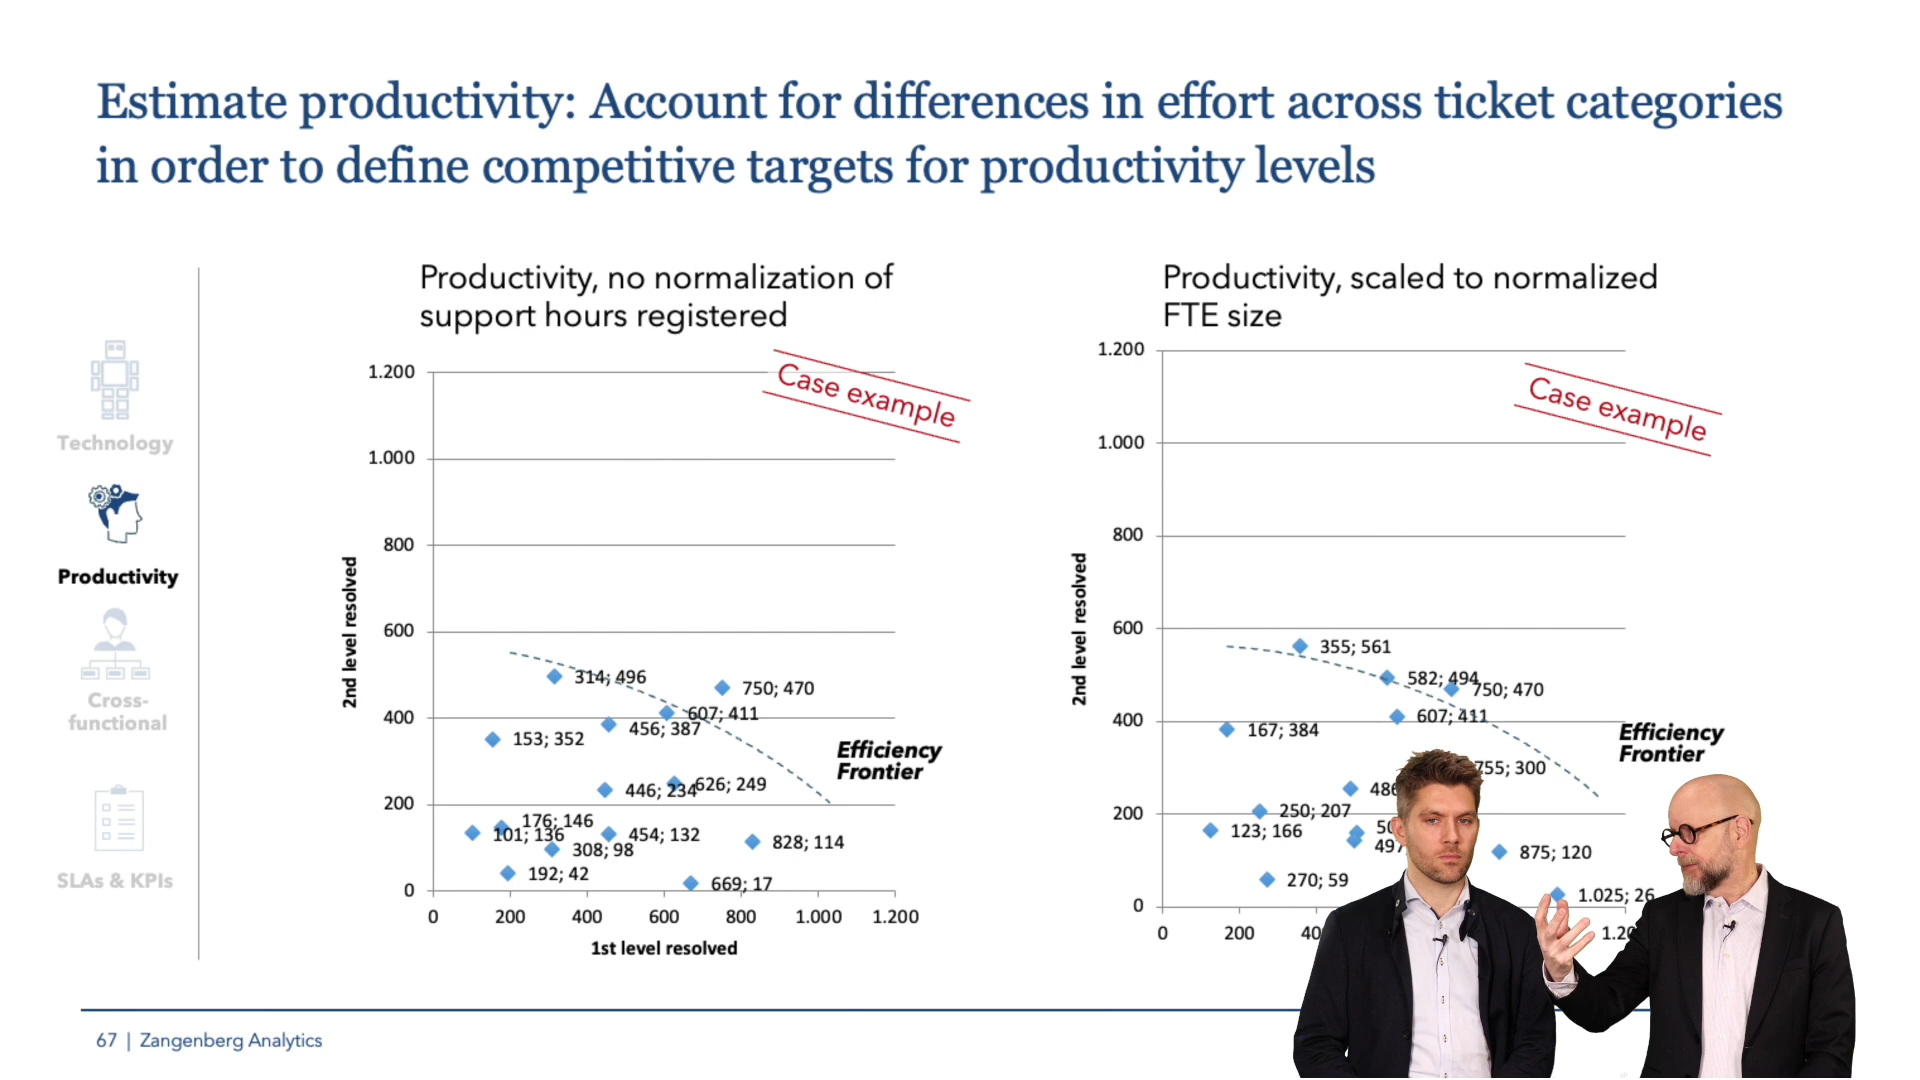 Estimate productivity: Account for differences in effort across ticket categories
in order to define competitive targets for productivity levels
Technology
Productivity
Cross-
functional
SLAs & KPIs
Productivity, no normalization of
support hours registered
Case example
1.200
1.000
800
600
400
200
0
2nd level resolved
314; 496
750; 470
607; 411
456; 387
153; 352
626; 249
446; 234
176; 146
101; 136
454; 132
828; 114
308; 98
192; 42
669; 17
Efficiency
Frontier
0
200
400
600
800
1.000
1.200
1st level resolved
Productivity, scaled to normalized
FTE size
Case example
1.200
1.000
800
600
400
200
0
2nd level resolved
355; 561
582; 494
750; 470
607; 411
167; 384
755; 300
250; 207
123; 166
875; 120
270; 59
1.025; 26
Efficiency
Frontier
0
200
67 | Zangenberg Analytics